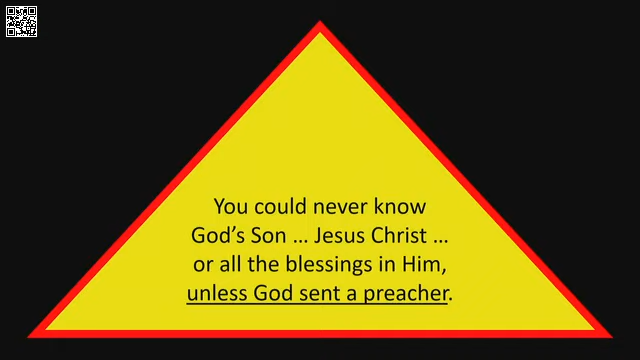 You could never know
God's Son ... Jesus Christ ...
or all the blessings in Him,
unless God sent a preacher.